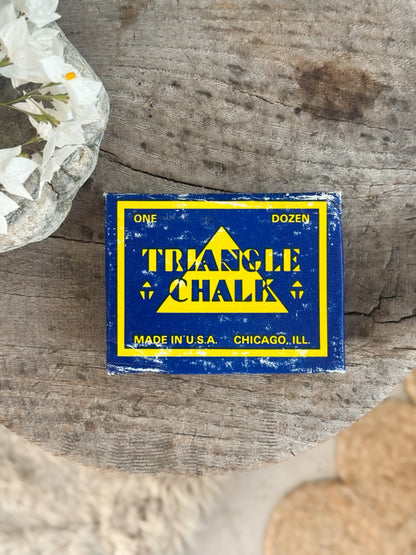 ONE DOZEN
TRIANGLE
CHALK
MADE IN U.S.A. CHICAGO, ILL.